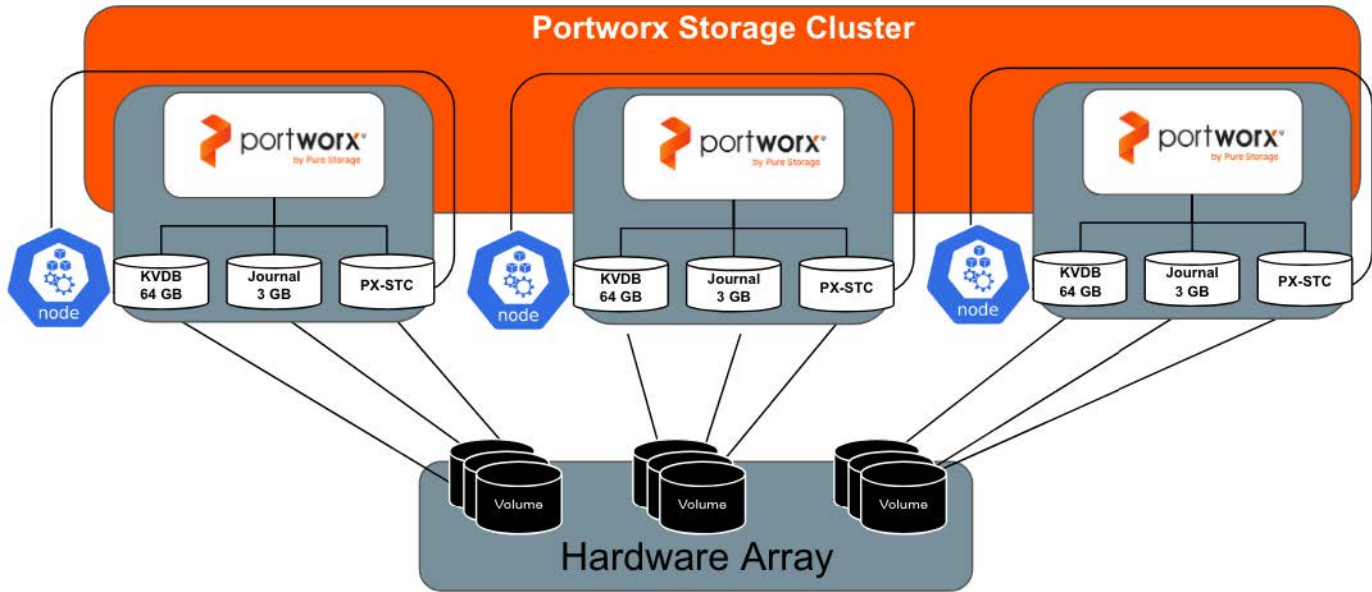 Portworx Storage Cluster
portworx
by Pure Storage
portworx
by Pure Storage
portworx
by Pure Storage
node
KVDB
64 GB
Journal
3 GB
PX-STC
node
KVDB
64 GB
Journal
3 GB
PX-STC
node
KVDB
64 GB
Journal
3 GB
PX-STC
Volume
Volume
Volume
Hardware Array